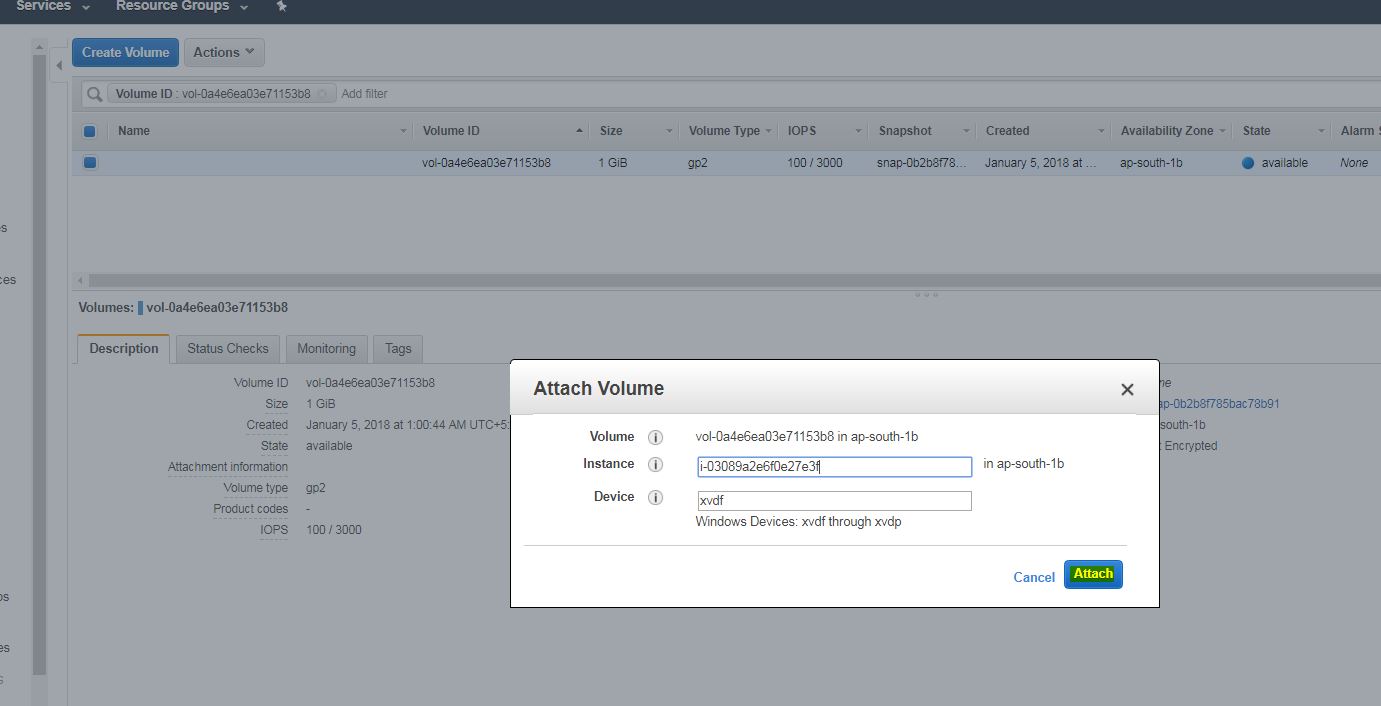 Services Resource Groups
Create Volume Actions
Volume ID : vol-0a4e6ea03e71153b8 Add filter
Name Volume ID Size Volume Type IOPS Snapshot Created Availability Zone State Alarm S
vol-0a4e6ea03e71153b8 1 GiB gp2 100 / 3000 snap-0b2b8f78... January 5, 2018 at ... ap-south-1b available None
es
ces
Volumes: vol-0a4e6ea03e71153b8
Description Status Checks Monitoring Tags
Volume ID vol-0a4e6ea03e71153b8
Size 1 GiB
Created January 5, 2018 at 1:00:44 AM UTC+5:
State available
Attachment information
Volume type gp2
Product codes -
IOPS 100 / 3000
ne
ap-0b2b8f785bac78b91
-south-1b
t Encrypted
Attach Volume
Volume i vol-0a4e6ea03e71153b8 in ap-south-1b
Instance i i-03089a2e6f0e27e3f in ap-south-1b
Device i xvdf
Windows Devices: xvdf through xvdp
Cancel Attach
os
es